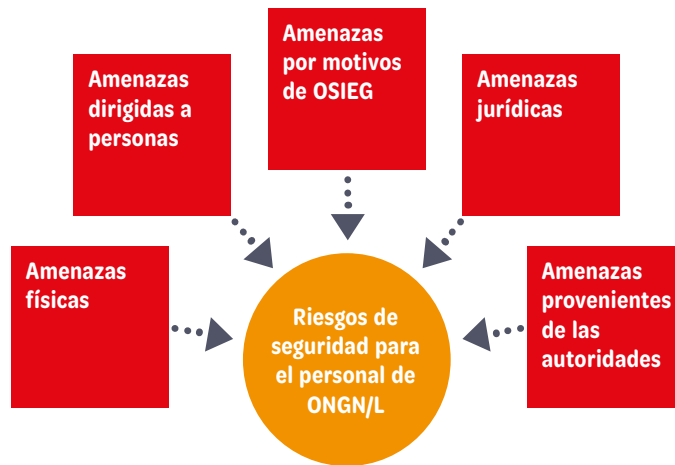 Amenazas
físicas
Amenazas
dirigidas a
personas
Amenazas
por motivos
de OSIEG
Amenazas
jurídicas
Amenazas
provenientes
de las
autoridades
Riesgos de
seguridad para
el personal de
ONGN/L